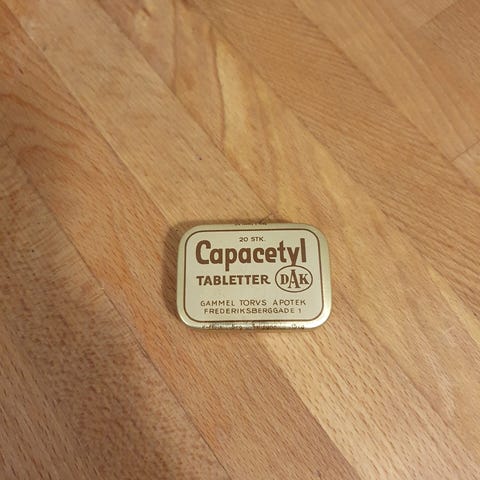 20 STK.
Capacetyl
TABLETTER DAK
GAMMEL TORVS APOTEK
FREDERIKSBERGGADE 1